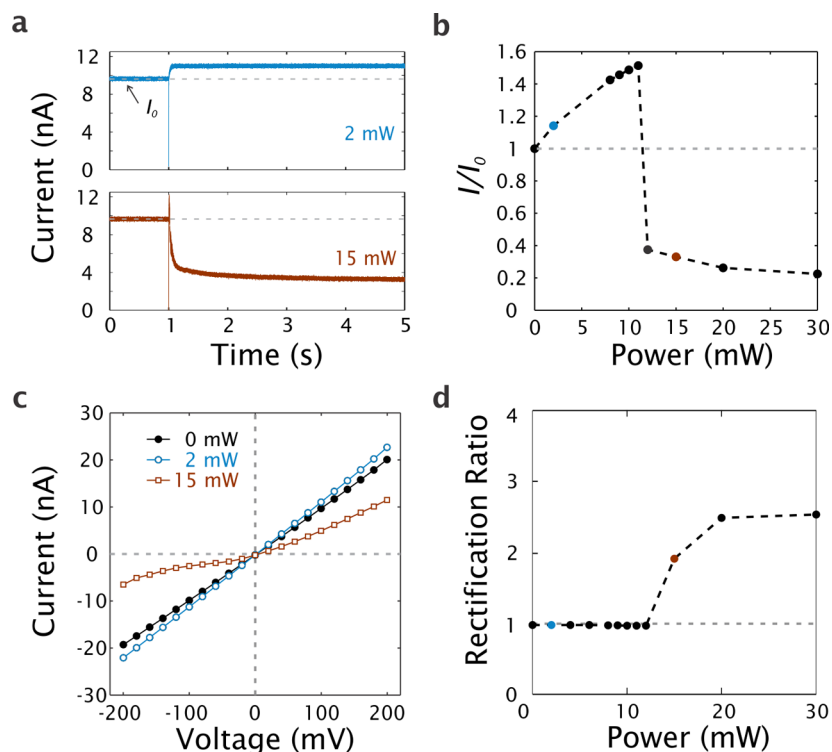 a
12
8
4
0
Current (nA)
I0
2 mW
12
8
4
0
15 mW
0
1
2
3
4
5
Time (s)
b
1.6
1.4
1.2
1
0.8
0.6
0.4
0.2
0
I/I0
0
5
10
15
20
25
30
Power (mW)
c
30
20
10
0
-10
-20
-30
Current (nA)
0 mW
2 mW
15 mW
-200
-100
0
100
200
Voltage (mV)
d
4
3
2
1
0
Rectification Ratio
0
10
20
30
Power (mW)